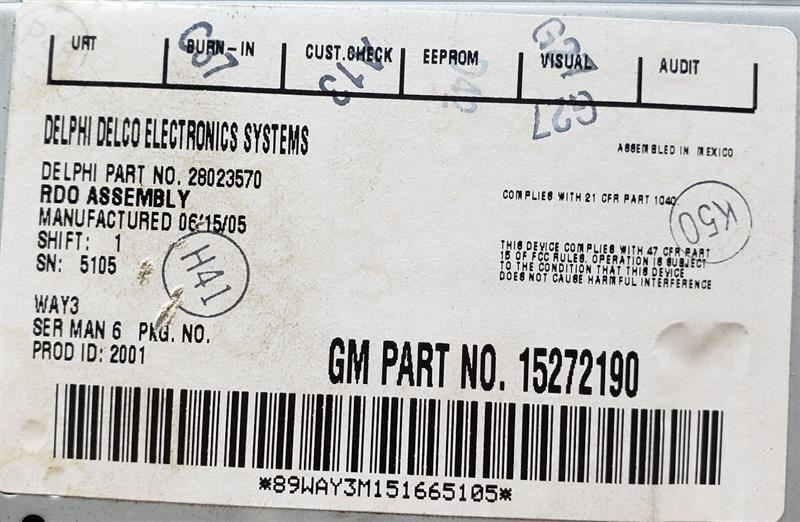 URT BURN-IN CUST.CHECK EEPROM VISUAL AUDIT
G27
G27
113
DELPHI DELCO ELECTRONICS SYSTEMS
ASSEMBLED IN MEXICO
DELPHI PART NO. 28023570
RDO ASSEMBLY
COMPLIES WITH 21 CFR PART 1040.
K50
MANUFACTURED 06/15/05
SHIFT: 1
SN: 5105
H41
THIS DEVICE COMPLIES WITH 47 CFR PART
15 OF FCC RULES. OPERATION IS SUBJECT
TO THE CONDITION THAT THIS DEVICE
DOES NOT CAUSE HARMFUL INTERFERENCE
WAY3
SER MAN 6 PKG. NO.
PROD ID: 2001
GM PART NO. 15272190
*89WAY3M151665105*